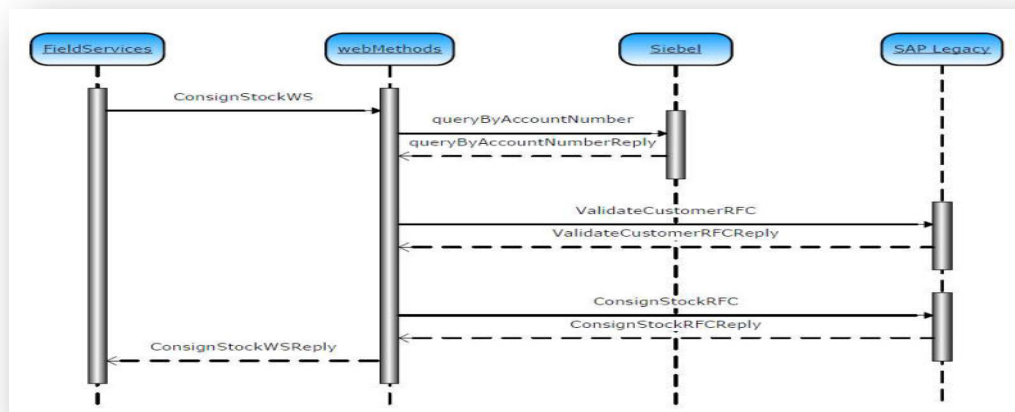 FieldServices
webMethods
Siebel
SAP Legacy
ConsignStockWS
queryByAccountNumber
queryByAccountNumberReply
ValidateCustomerRFC
ValidateCustomerRFCReply
ConsignStockRFC
ConsignStockRFCReply
ConsignStockWSReply